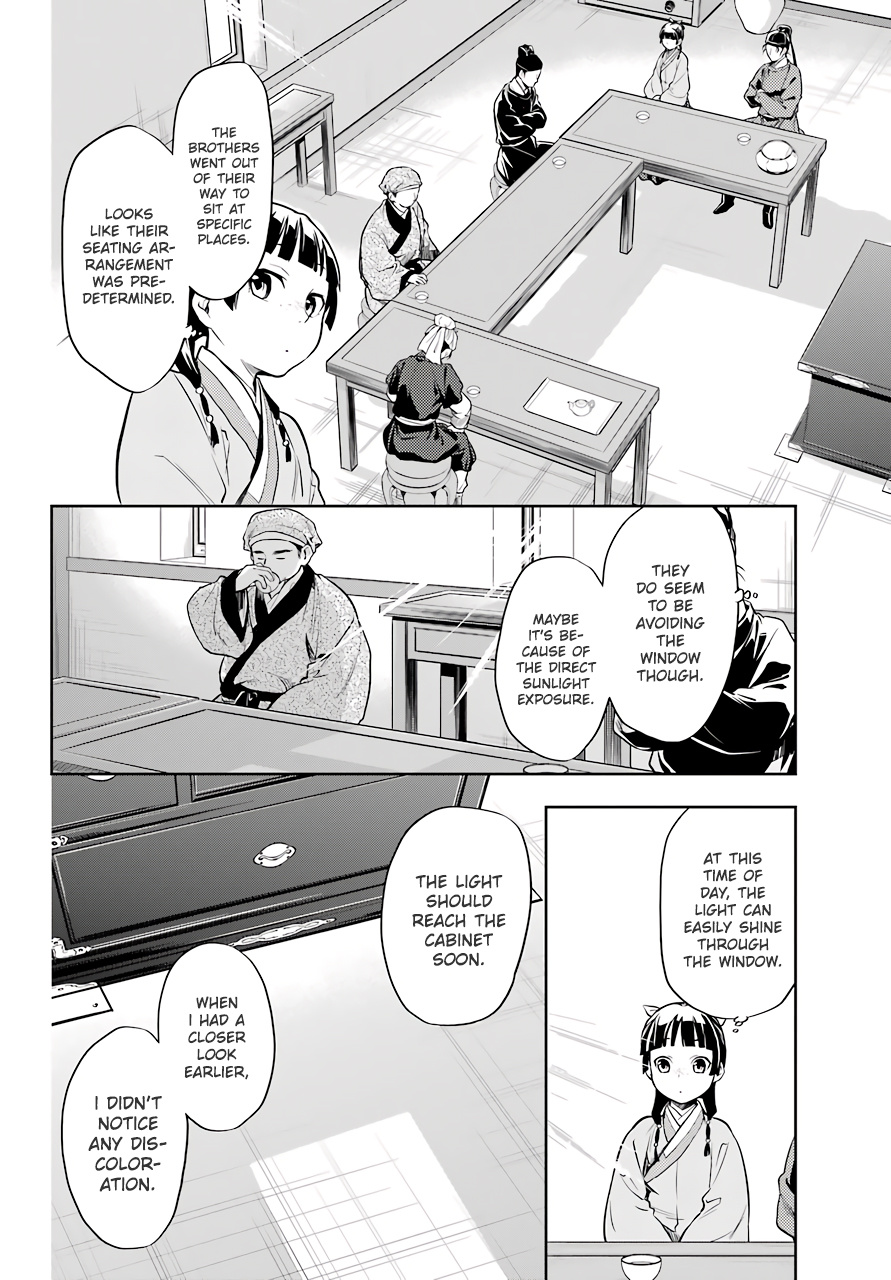 THE
BROTHERS
WENT OUT
OF THEIR
WAY TO
SIT AT
SPECIFIC
PLACES.
LOOKS
LIKE THEIR
SEATING AR-
RANGEMENT
WAS PRE-
DETERMINED.
THEY
DO SEEM
TO BE
AVOIDING
THE
WINDOW
THOUGH.
MAYBE
IT'S BE-
CAUSE OF
THE DIRECT
SUNLIGHT
EXPOSURE.
AT THIS
TIME OF
DAY, THE
LIGHT CAN
EASILY SHINE
THROUGH
THE WINDOW.
THE LIGHT
SHOULD
REACH THE
CABINET
SOON.
WHEN
I HAD A
CLOSER
LOOK
EARLIER,
I DIDN'T
NOTICE
ANY DIS-
COLOR-
ATION.